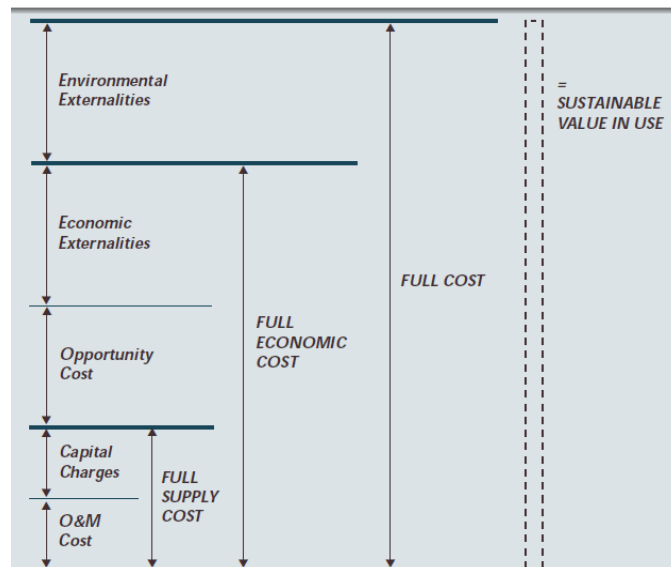 Environmental
Externalities
=
SUSTAINABLE
VALUE IN USE
Economic
Externalities
FULL COST
FULL
ECONOMIC
COST
Opportunity
Cost
Capital
Charges
FULL
SUPPLY
COST
O&M
Cost